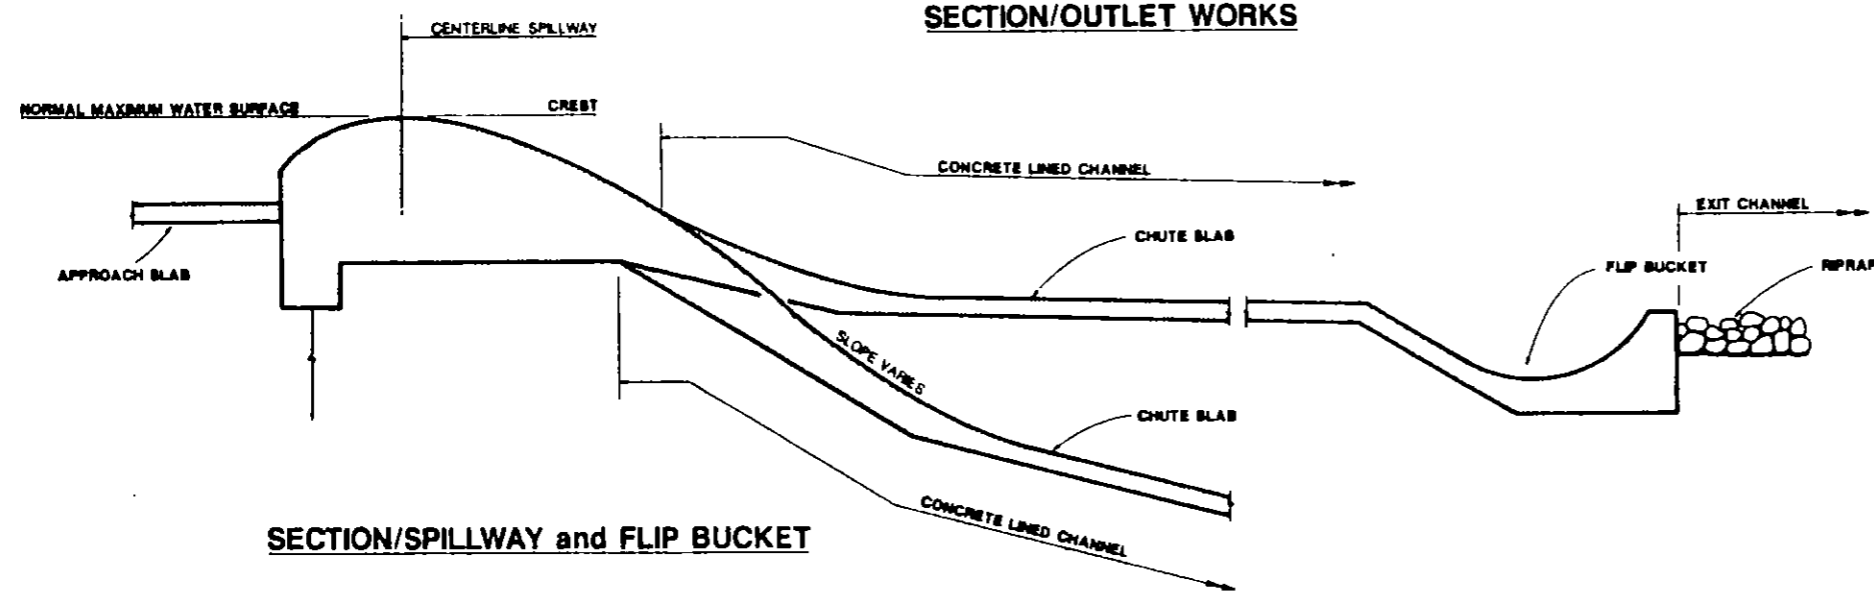 SECTION/OUTLET WORKS
CENTERLINE SPILLWAY
NORMAL MAXIMUM WATER SURFACE
CREST
CONCRETE LINED CHANNEL
EXIT CHANNEL
CHUTE SLAB
FLIP BUCKET
RIPRAP
APPROACH SLAB
SLOPE VARIES
CHUTE SLAB
CONCRETE LINED CHANNEL
SECTION/SPILLWAY and FLIP BUCKET